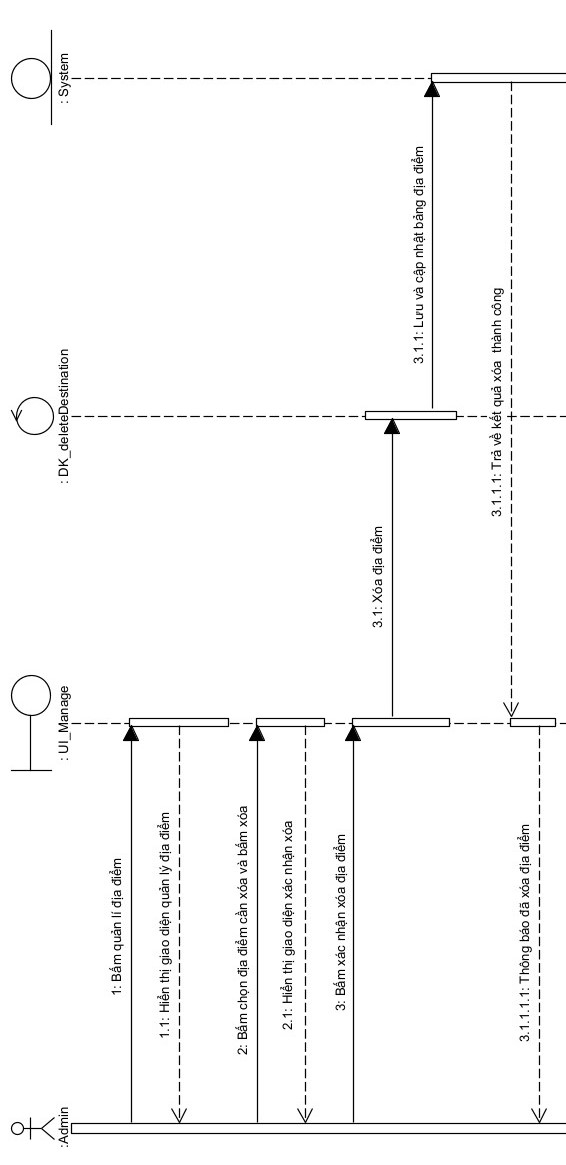 :Admin
: UI_Manage
: DK_deleteDestination
: System
1: Bấm quản lí địa điểm
1.1: Hiển thị giao diện quản lý địa điểm
2: Bấm chọn địa điểm cần xóa và bấm xóa
2.1: Hiển thị giao diện xác nhận xóa
3: Bấm xác nhận xóa địa điểm
3.1: Xóa địa điểm
3.1.1: Lưu và cập nhật bảng địa điểm
3.1.1.1: Trả về kết quả xóa thành công
3.1.1.1.1: Thông báo đã xóa địa điểm